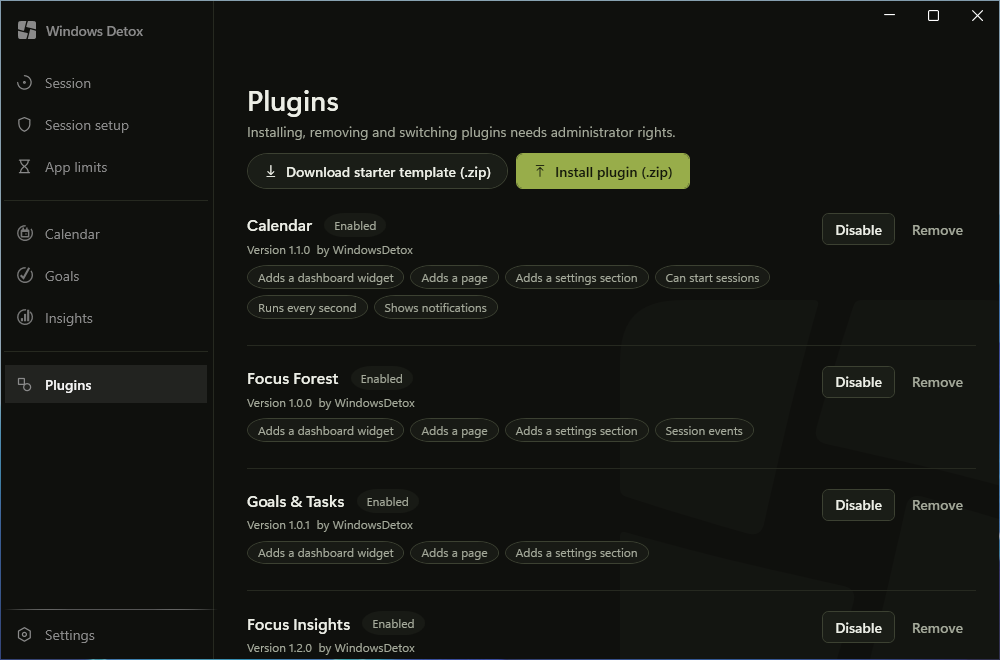 Windows Detox
Session
Session setup
App limits
Calendar
Goals
Insights
Plugins
Settings
Plugins
Installing, removing and switching plugins needs administrator rights.
Download starter template (.zip) Install plugin (.zip)
Calendar Enabled Disable Remove
Version 1.1.0 by WindowsDetox
Adds a dashboard widget Adds a page Adds a settings section Can start sessions
Runs every second Shows notifications
Focus Forest Enabled Disable Remove
Version 1.0.0 by WindowsDetox
Adds a dashboard widget Adds a page Adds a settings section Session events
Goals & Tasks Enabled Disable Remove
Version 1.0.1 by WindowsDetox
Adds a dashboard widget Adds a page Adds a settings section
Focus Insights Enabled Disable Remove
Version 1.2.0 by WindowsDetox